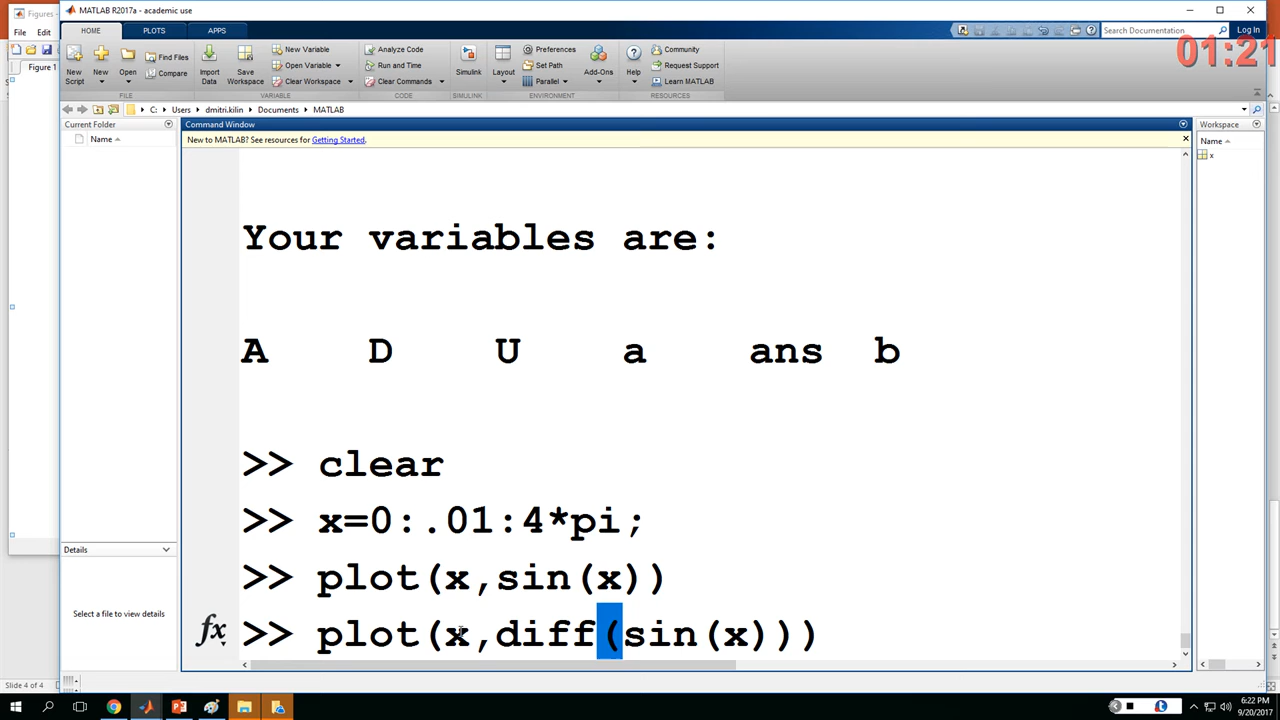 Figures -
MATLAB R2017a - academic use
File Edit
HOME PLOTS APPS
Search Documentation
Log In
01:21
New Script
New
Open
Find Files
Compare
Import Data
Save Workspace
New Variable
Open Variable
Clear Workspace
Analyze Code
Run and Time
Clear Commands
Simulink
Layout
Preferences
Set Path
Parallel
Add-Ons
Help
Community
Request Support
Learn MATLAB
FILE VARIABLE CODE SIMULINK ENVIRONMENT RESOURCES
Figure 1
C: Users dmitri.kilin Documents MATLAB
Current Folder
Name
Command Window
New to MATLAB? See resources for Getting Started.
Workspace
Name
x
Your variables are:
A D U a ans b
>> clear
>> x=0:.01:4*pi;
>> plot(x,sin(x))
fx >> plot(x,diff(sin(x)))
Details
Select a file to view details
Slide 4 of 4
6:22 PM
9/20/2017